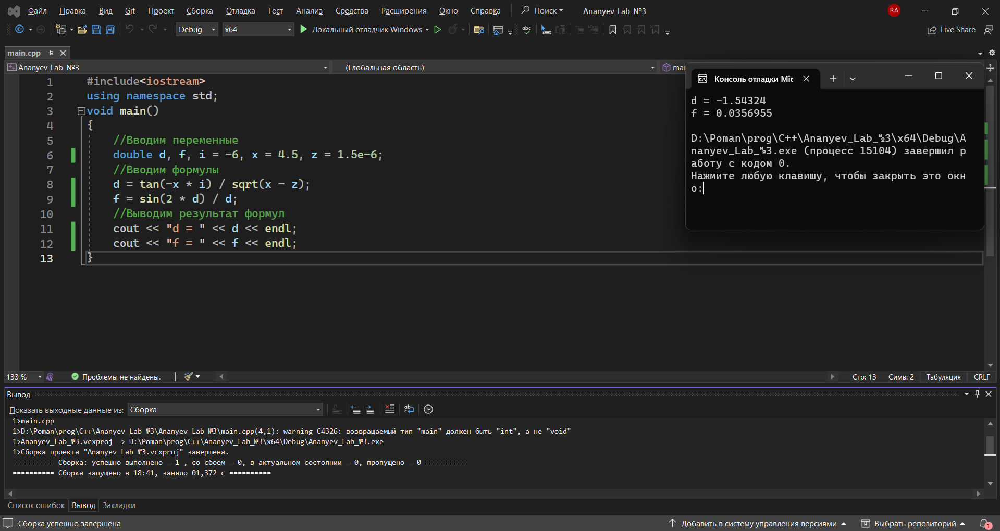 Файл Правка Вид Git Проект Сборка Отладка Тест Анализ Средства Расширения Окно Справка Поиск Ananyev_Lab_№3 RA
Debug x64 Локальный отладчик Windows Live Share
main.cpp
Ananyev_Lab_№3 (Глобальная область) mai
1 #include<iostream>
2 using namespace std;
3 void main()
4 {
5 //Вводим переменные
6 double d, f, i = -6, x = 4.5, z = 1.5e-6;
7 //Вводим формулы
8 d = tan(-x * i) / sqrt(x - z);
9 f = sin(2 * d) / d;
10 //Выводим результат формул
11 cout << "d = " << d << endl;
12 cout << "f = " << f << endl;
13 }
Консоль отладки Mic
d = -1.54324
f = 0.0356955
D:\Poman\prog\C++\Ananyev_Lab_№3\x64\Debug\A
nanyev_Lab_№3.exe (процесс 15104) завершил р
аботу с кодом 0.
Нажмите любую клавишу, чтобы закрыть это окн
о:
133 % Проблемы не найдены. Стр: 13 Симв: 2 Табуляция CRLF
Вывод
Показать выходные данные из: Сборка
1>main.cpp
1>D:\Poman\prog\C++\Ananyev_Lab_№3\Ananyev_Lab_№3\main.cpp(4,1): warning C4326: возвращаемый тип "main" должен быть "int", а не "void"
1>Ananyev_Lab_№3.vcxproj -> D:\Poman\prog\C++\Ananyev_Lab_№3\x64\Debug\Ananyev_Lab_№3.exe
1>Сборка проекта "Ananyev_Lab_№3.vcxproj" завершена.
========== Сборка: успешно выполнено — 1 , со сбоем — 0, в актуальном состоянии — 0, пропущено — 0 ==========
========== Сборка запущено в 18:41, заняло 01,372 с ==========
Список ошибок Вывод Закладки
Сборка успешно завершена Добавить в систему управления версиями Выбрать репозиторий 1